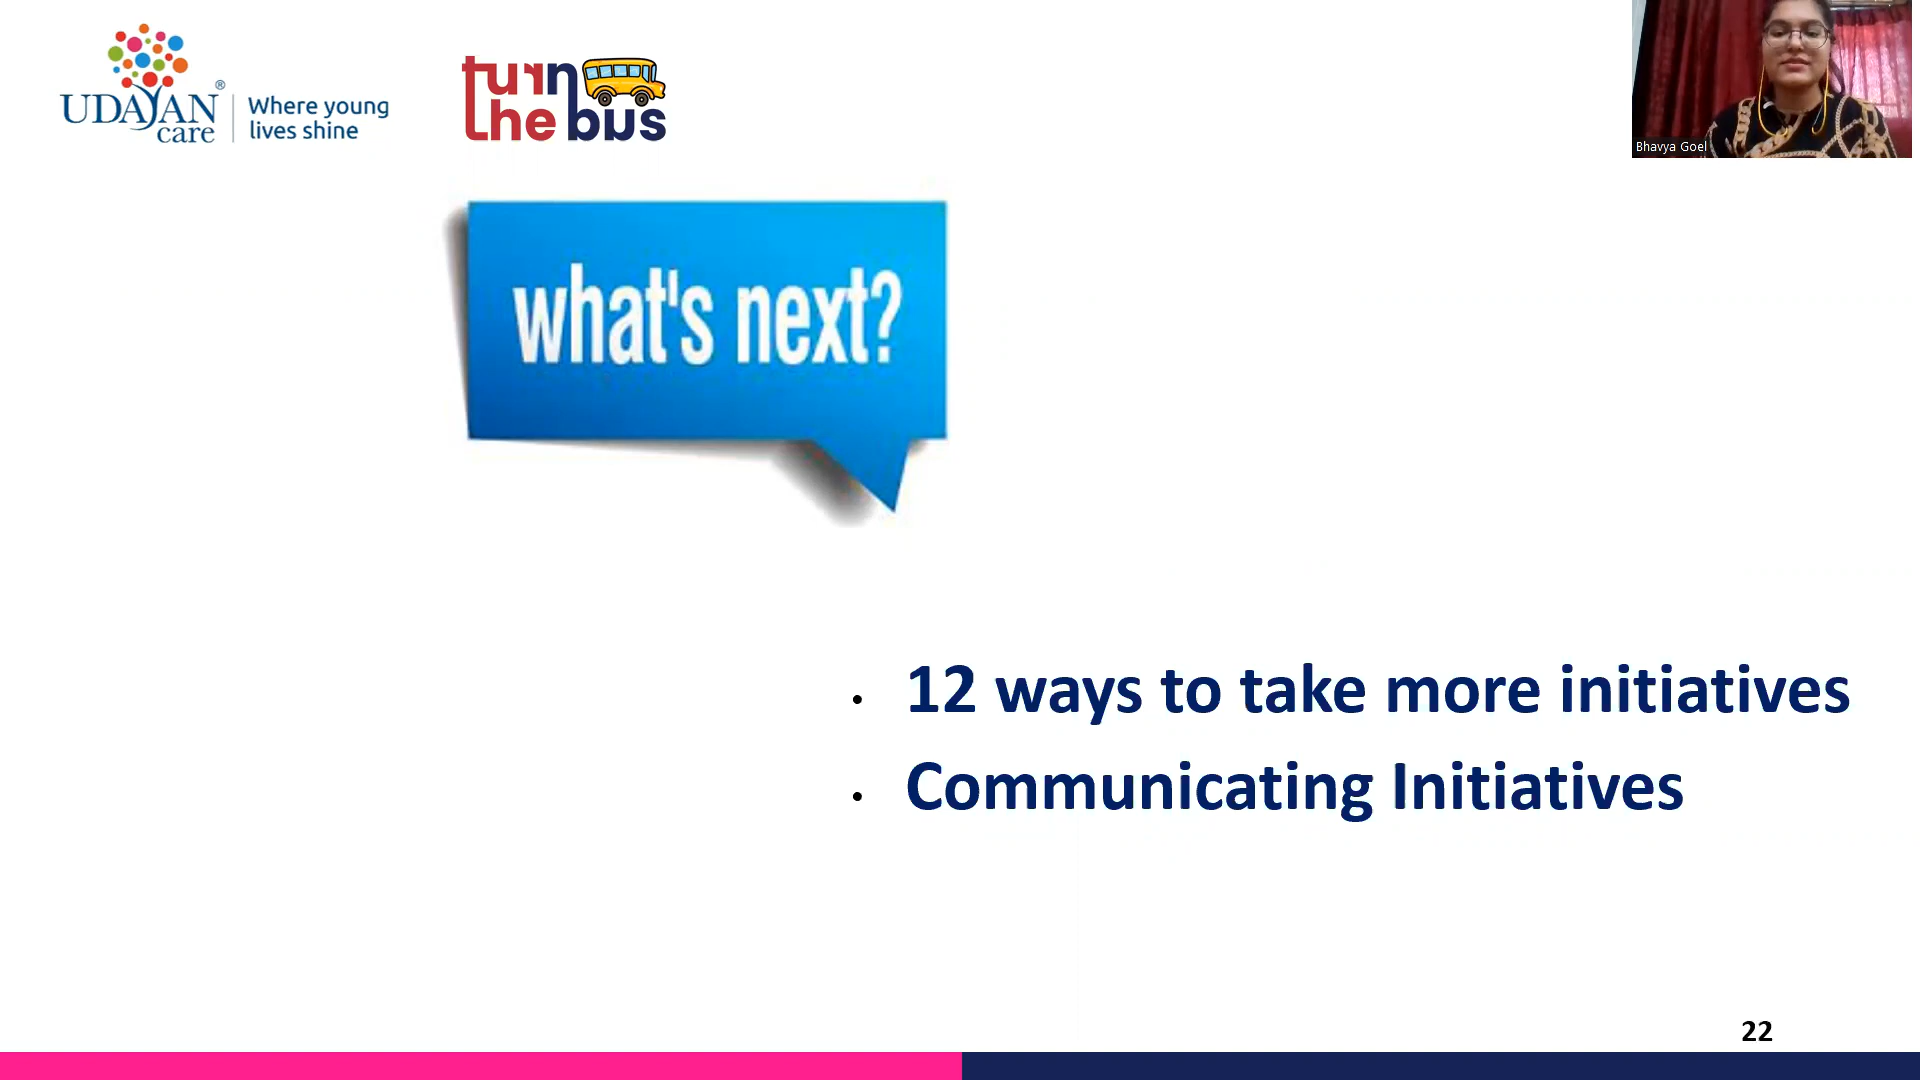 UDAYAN®
care
Where young
lives shine
turn
the bus
Bhavya Goel
what's next?
• 12 ways to take more initiatives
• Communicating Initiatives
22